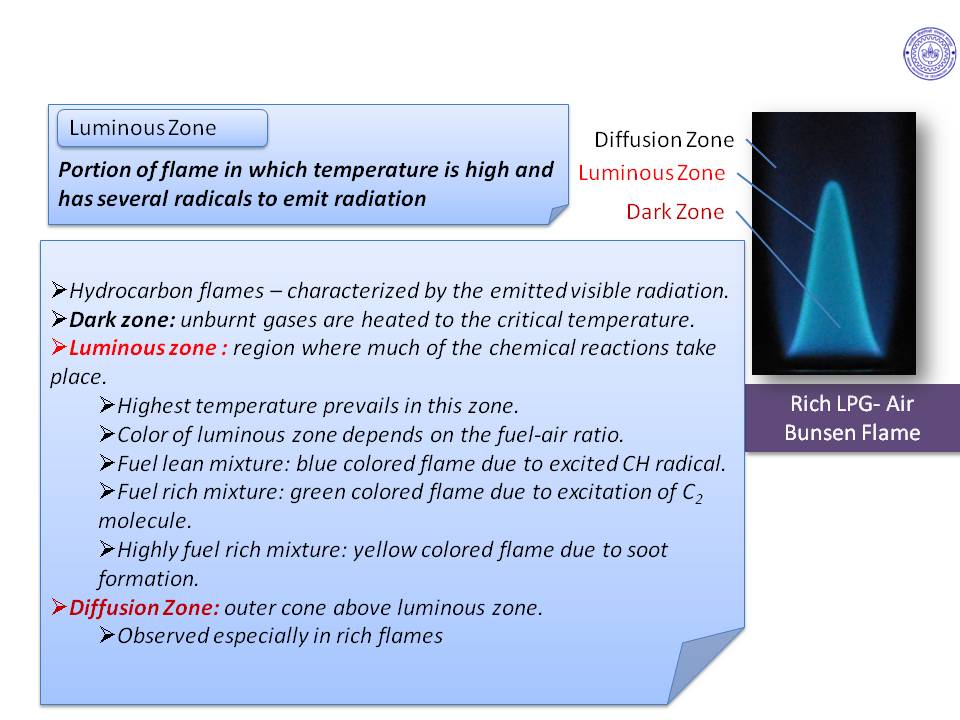 Luminous Zone
Portion of flame in which temperature is high and
has several radicals to emit radiation
Diffusion Zone
Luminous Zone
Dark Zone
➢Hydrocarbon flames – characterized by the emitted visible radiation.
➢Dark zone: unburnt gases are heated to the critical temperature.
➢Luminous zone : region where much of the chemical reactions take
place.
➢Highest temperature prevails in this zone.
➢Color of luminous zone depends on the fuel-air ratio.
➢Fuel lean mixture: blue colored flame due to excited CH radical.
➢Fuel rich mixture: green colored flame due to excitation of C2
molecule.
➢Highly fuel rich mixture: yellow colored flame due to soot
formation.
➢Diffusion Zone: outer cone above luminous zone.
➢Observed especially in rich flames
Rich LPG- Air
Bunsen Flame